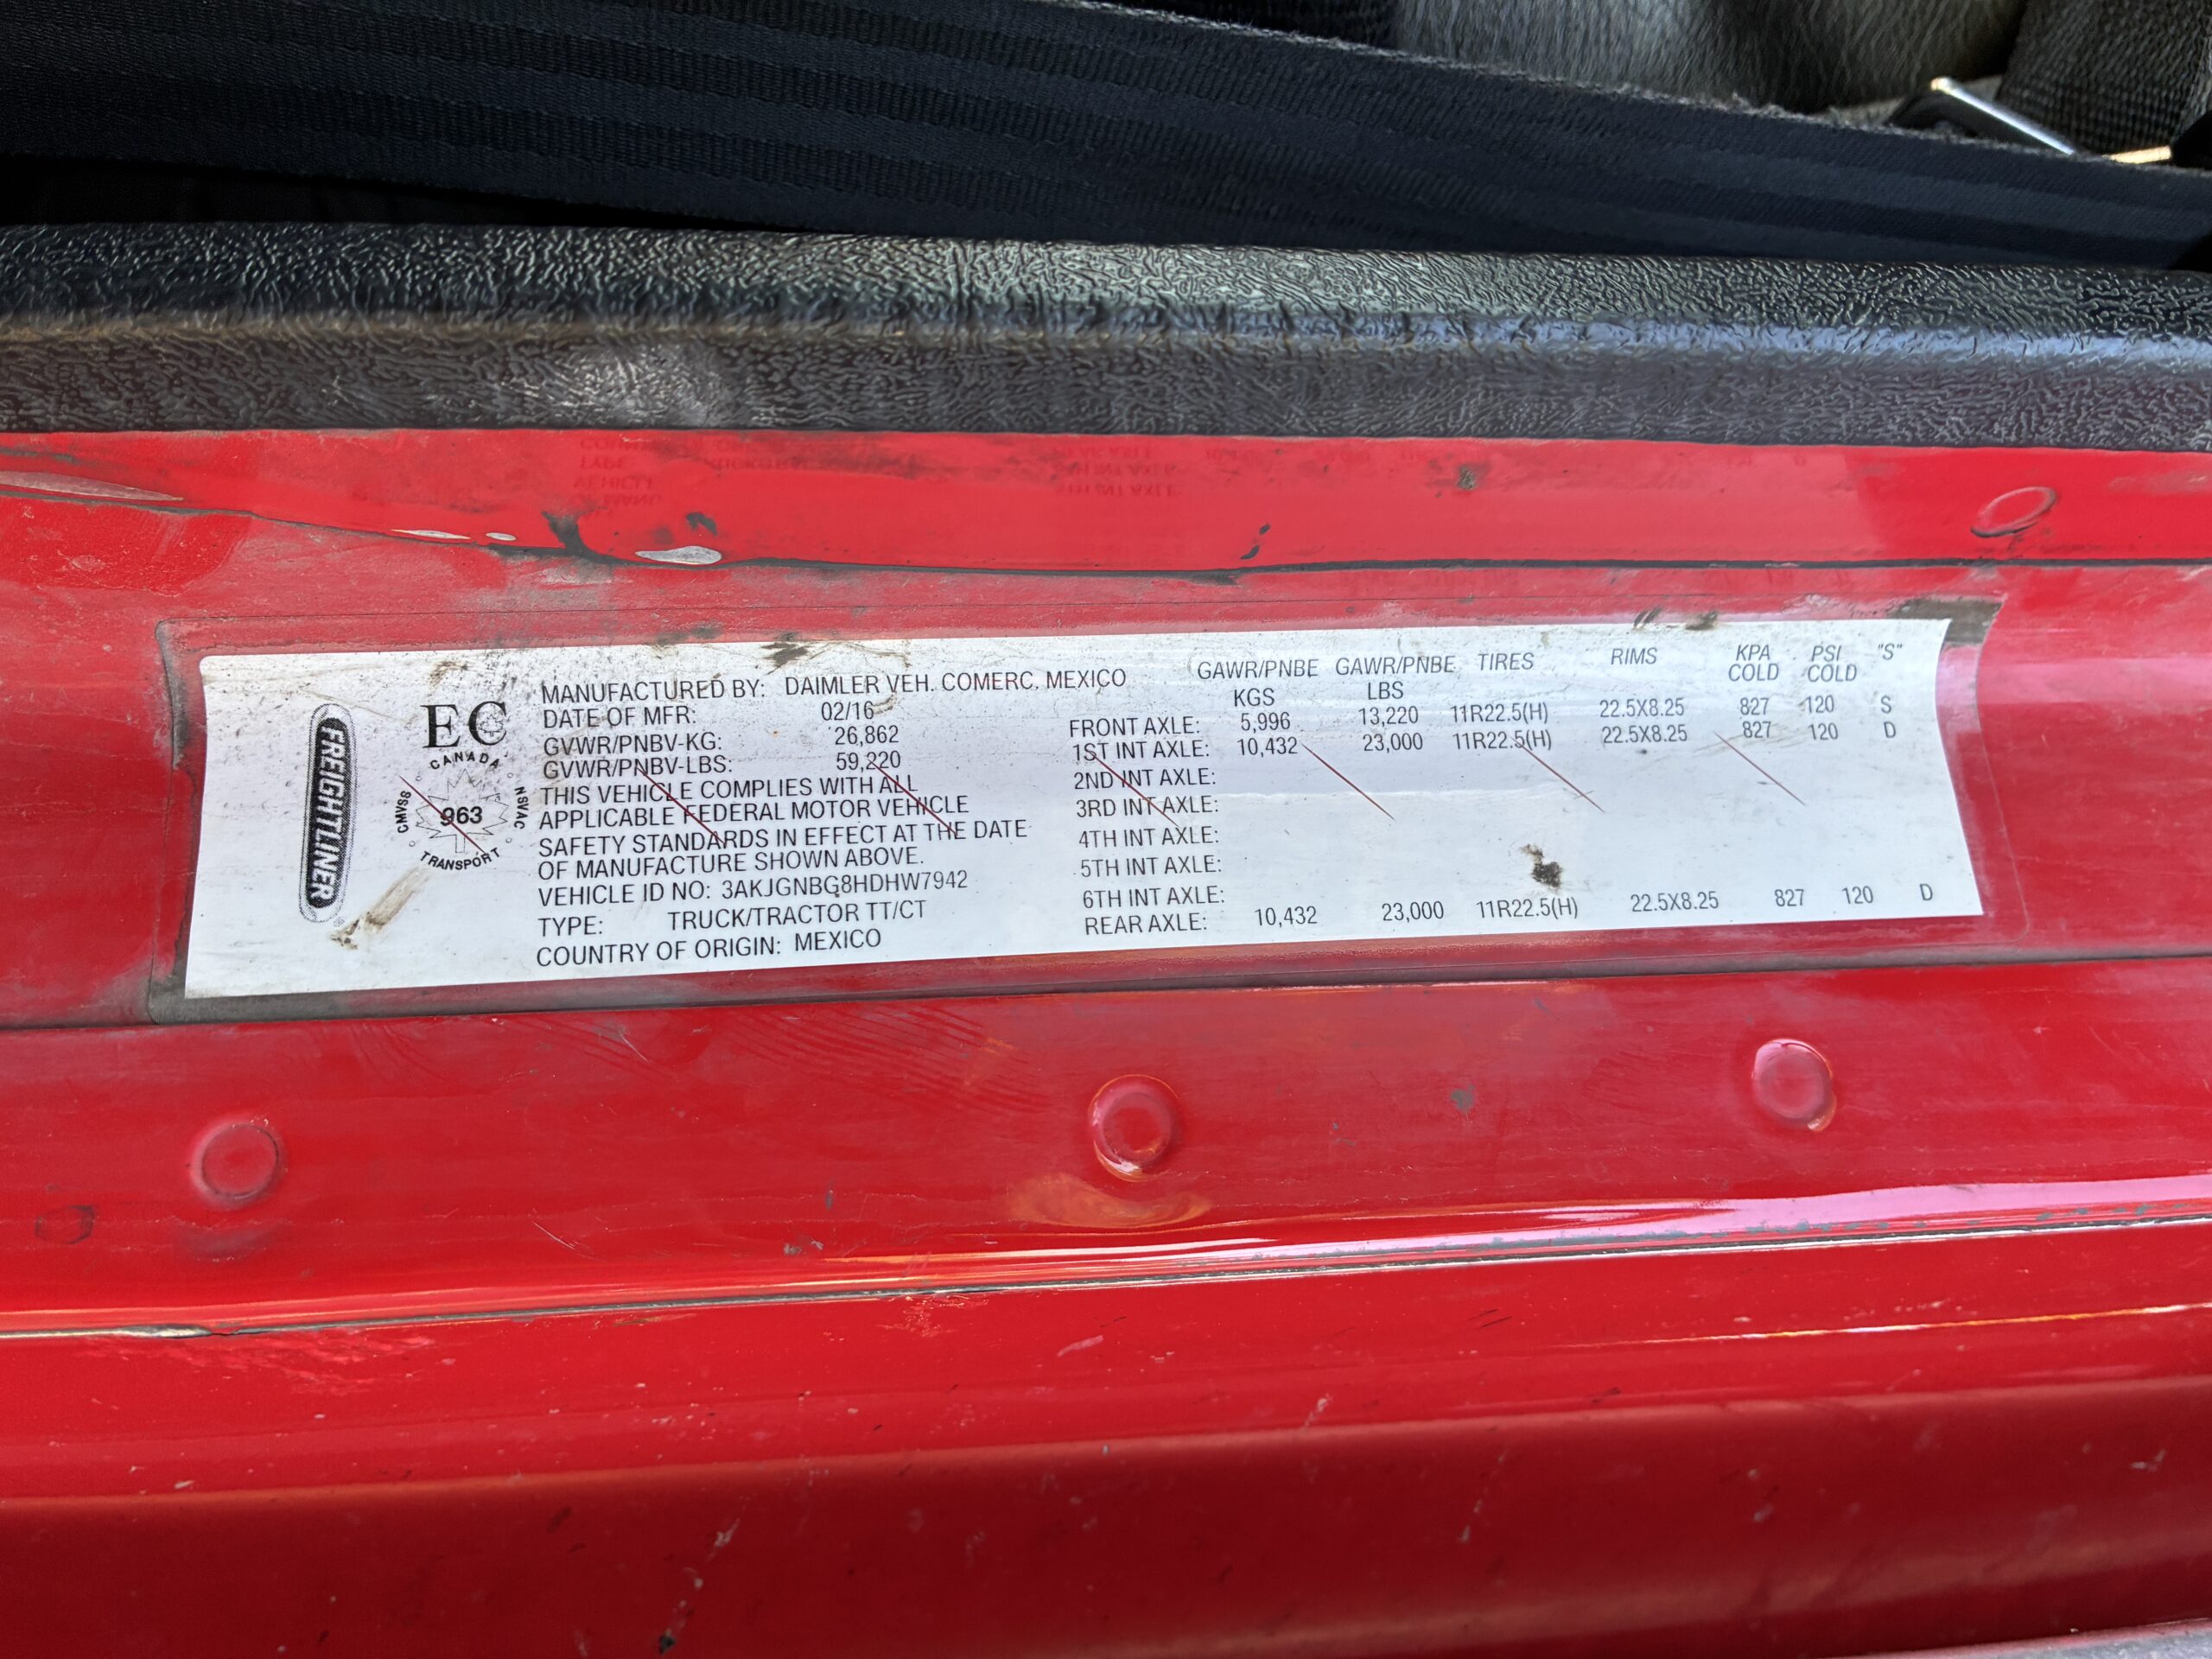 FREIGHTLINER
EC
CANADA
CMVSS 963 NSVAC
TRANSPORT
MANUFACTURED BY: DAIMLER VEH. COMERC. MEXICO
DATE OF MFR: 02/16
GVWR/PNBV-KG: 26,862
GVWR/PNBV-LBS: 59,220
THIS VEHICLE COMPLIES WITH ALL
APPLICABLE FEDERAL MOTOR VEHICLE
SAFETY STANDARDS IN EFFECT AT THE DATE
OF MANUFACTURE SHOWN ABOVE.
VEHICLE ID NO: 3AKJGNBG8HDHW7942
TYPE: TRUCK/TRACTOR TT/CT
COUNTRY OF ORIGIN: MEXICO
GAWR/PNBE GAWR/PNBE TIRES RIMS KPA PSI "S"
KGS LBS COLD COLD
FRONT AXLE: 5,996 13,220 11R22.5(H) 22.5X8.25 827 120 S
1ST INT AXLE: 10,432 23,000 11R22.5(H) 22.5X8.25 827 120 D
2ND INT AXLE:
3RD INT AXLE:
4TH INT AXLE:
5TH INT AXLE:
6TH INT AXLE:
REAR AXLE: 10,432 23,000 11R22.5(H) 22.5X8.25 827 120 D